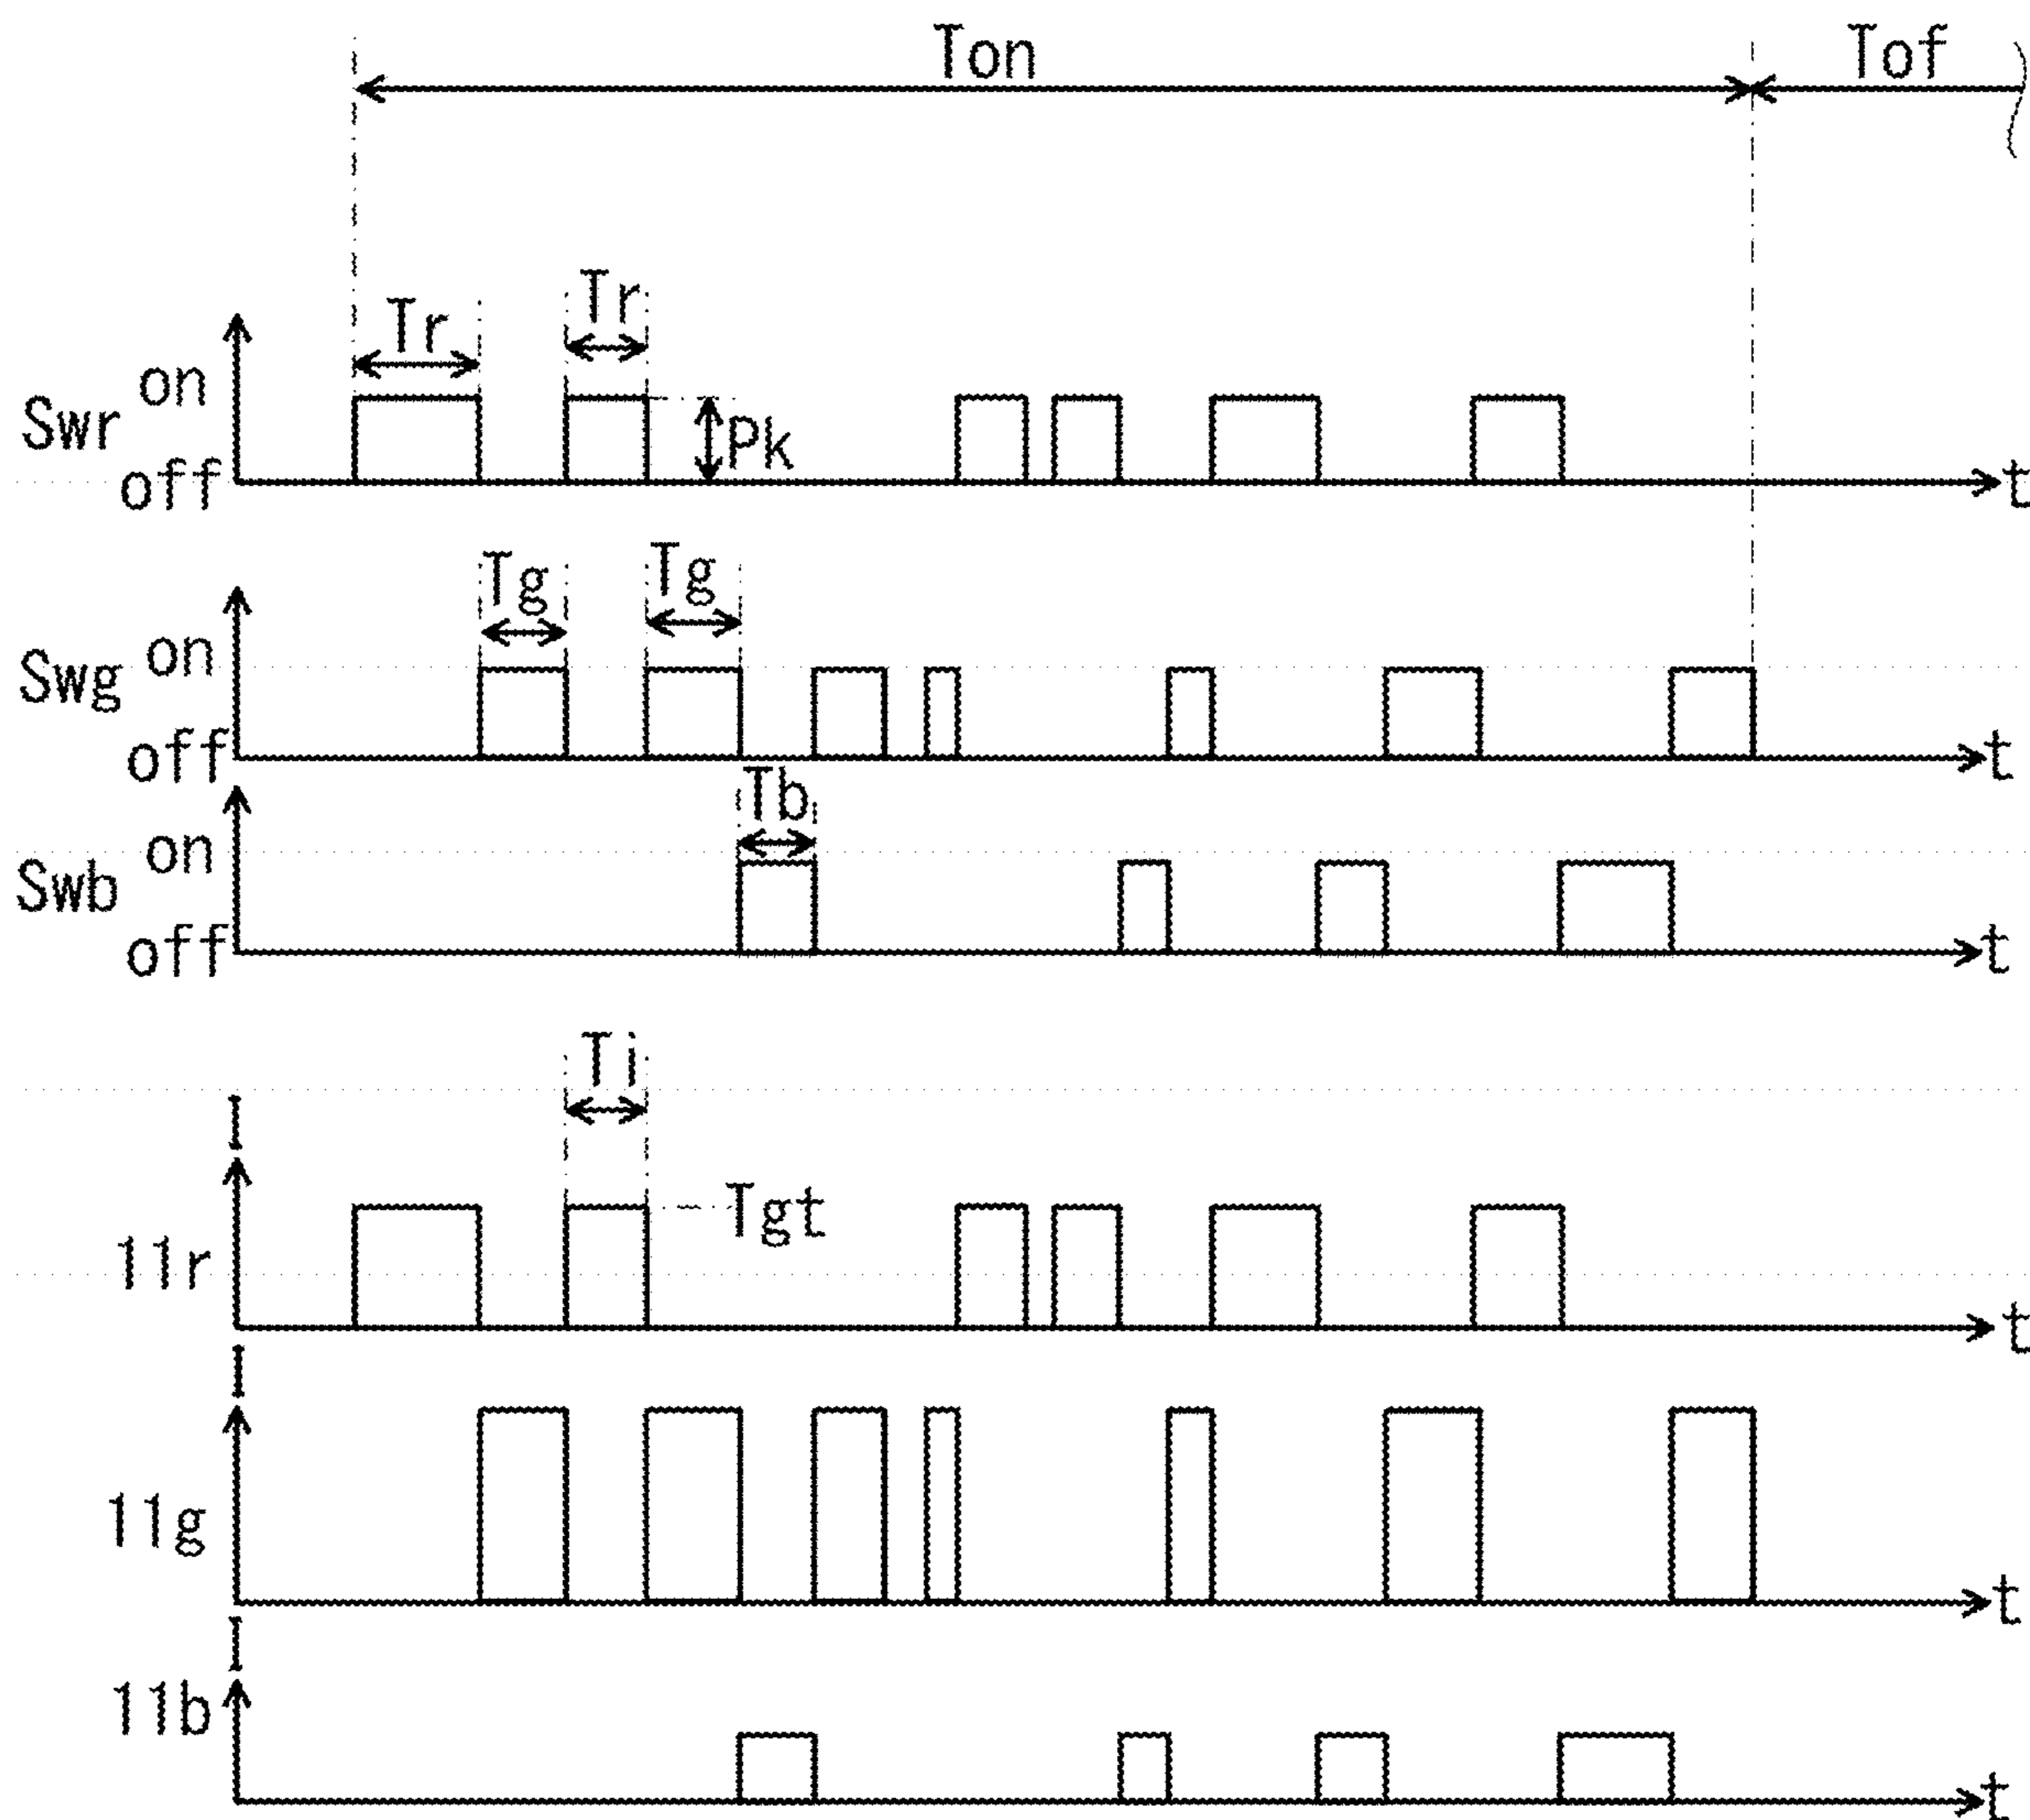 Ton Tof
Tr Tr
on
Swr Pk
off t
Tg Tg
on
Swg
off t
Tb
on
Swb
off t
Ti
I
Tgt
11r
t
I
11g
t
I
11b
t